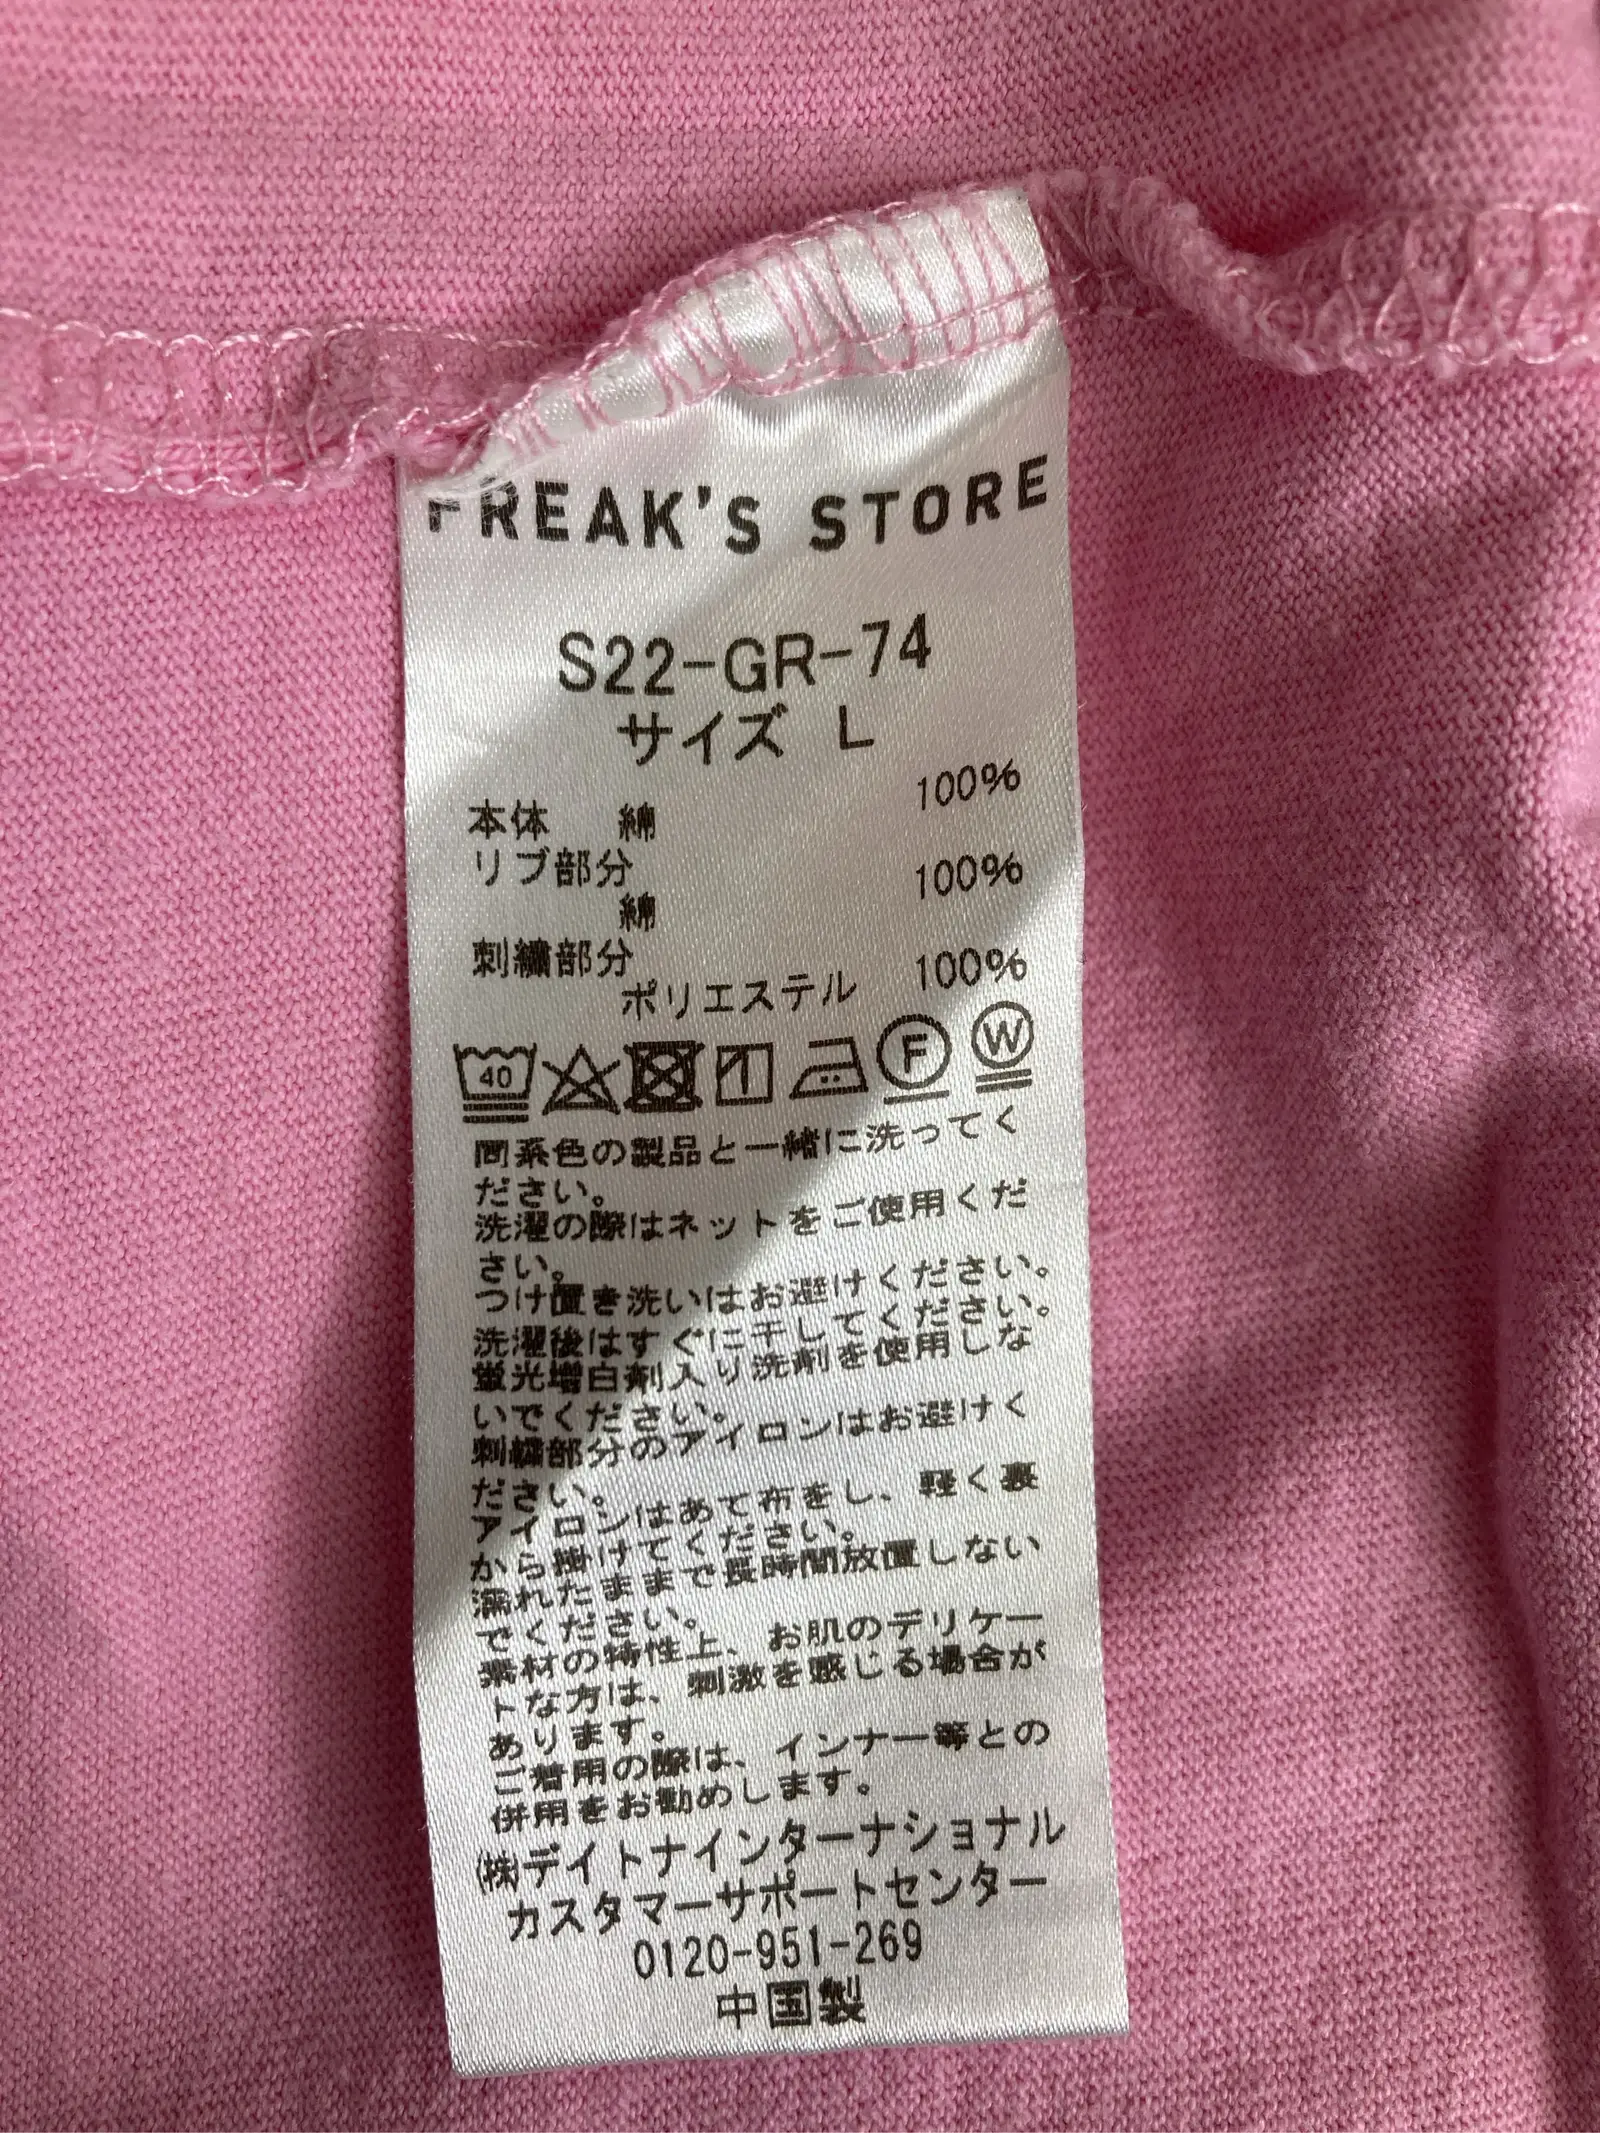 FREAK'S STORE
S22-GR-74
サイズ L
本体 綿 100%
リブ部分
綿 100%
刺繍部分
ポリエステル 100%
40 F W
同系色の製品と一緒に洗ってく
ださい。
洗濯の際はネットをご使用くだ
さい。
つけ置き洗いはお避けください。
洗濯後はすぐに干してください。
蛍光増白剤入り洗剤を使用しな
いでください。
刺繍部分のアイロンはお避けく
ださい。
アイロンはあて布をし、軽く裏
から掛けてください。
濡れたままで長時間放置しない
でください。
素材の特性上、お肌のデリケー
トな方は、刺激を感じる場合が
あります。
ご着用の際は、インナー等との
併用をお勧めします。
㈱デイトナインターナショナル
カスタマーサポートセンター
0120-951-269
中国製